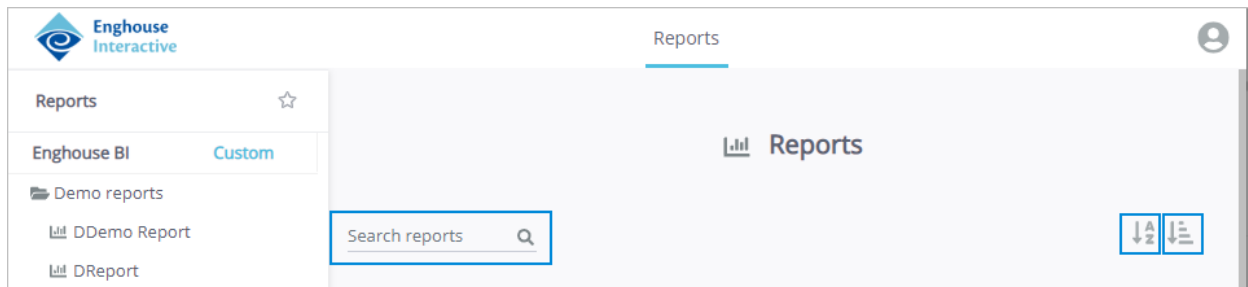 Enghouse
Interactive
Reports
Reports
Enghouse BI Custom
Demo reports
DDemo Report
DReport
Reports
Search reports
A
Z